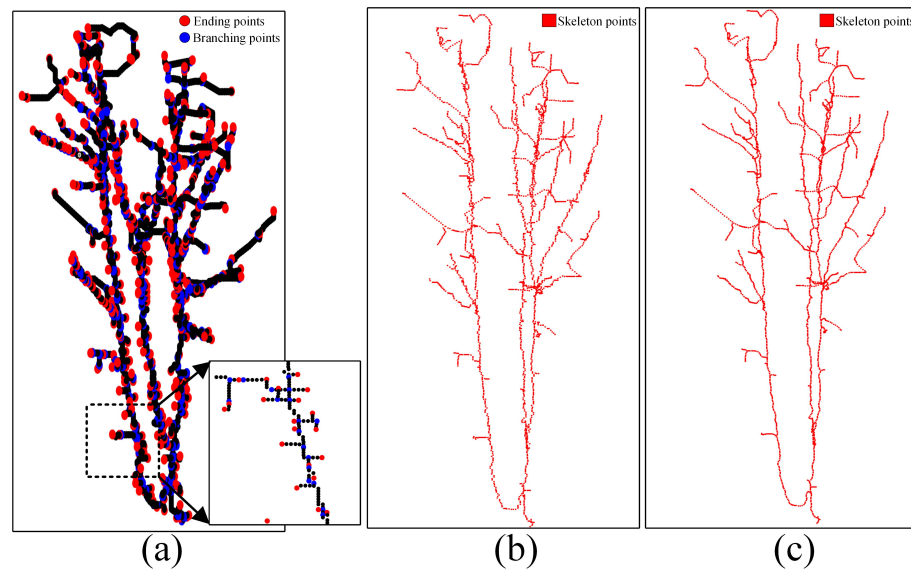 Ending points
Branching points
Skeleton points
Skeleton points
(a)
(b)
(c)